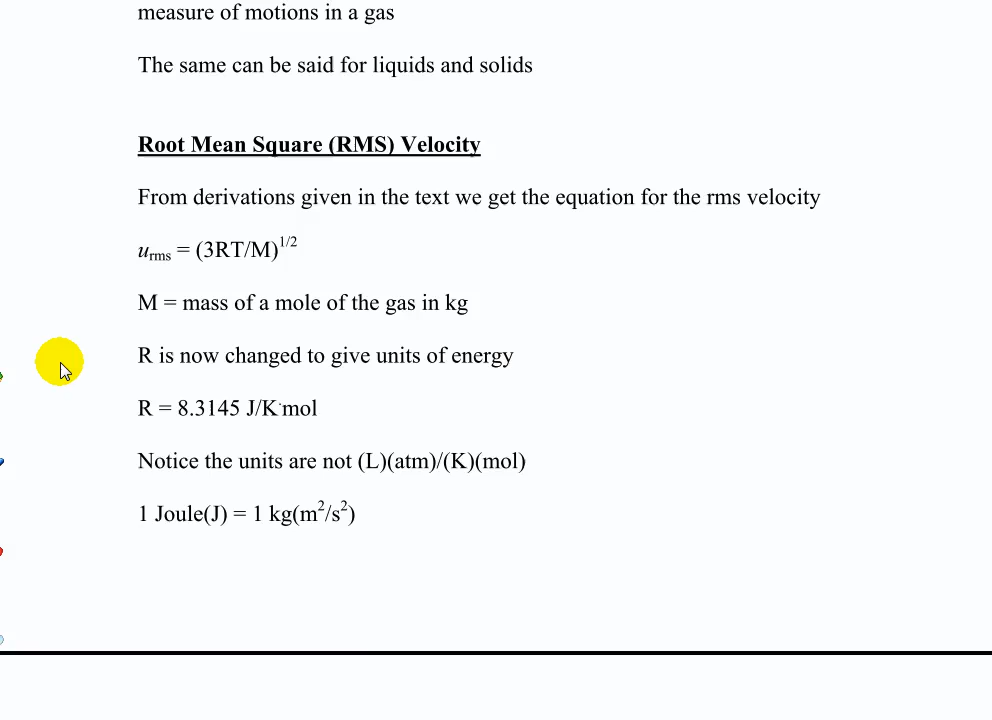 measure of motions in a gas
The same can be said for liquids and solids
Root Mean Square (RMS) Velocity
From derivations given in the text we get the equation for the rms velocity
u_rms = (3RT/M)^1/2
M = mass of a mole of the gas in kg
R is now changed to give units of energy
R = 8.3145 J/K·mol
Notice the units are not (L)(atm)/(K)(mol)
1 Joule(J) = 1 kg(m²/s²)